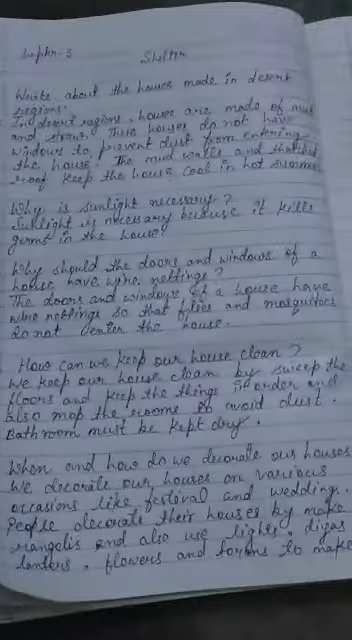 Chapter-3 Shelter
Write about the houses made in desert
regions.
In desert regions, houses are made of mud
and straw. These houses do not have
windows to prevent dust from entering
the house. The mud walls and thatched
roof keep the house cool in hot summer
Why is sunlight necessary?
Sunlight is necessary because it kills
germs in the house
Why should the doors and windows of a
house have wire nettings?
The doors and windows of a house have
wire nettings so that flies and mosquitoes
do not enter the house.
How can we keep our house clean?
We keep our house clean by sweep the
floors and keep the things in order and
also mop the rooms to avoid dust.
Bathroom must be kept dry.
When and how do we decorate our houses
We decorate our houses on various
occasions like festival and wedding.
People decorate their houses by make
rangolis and also use lights, diyas
lanters, flowers and torans to make